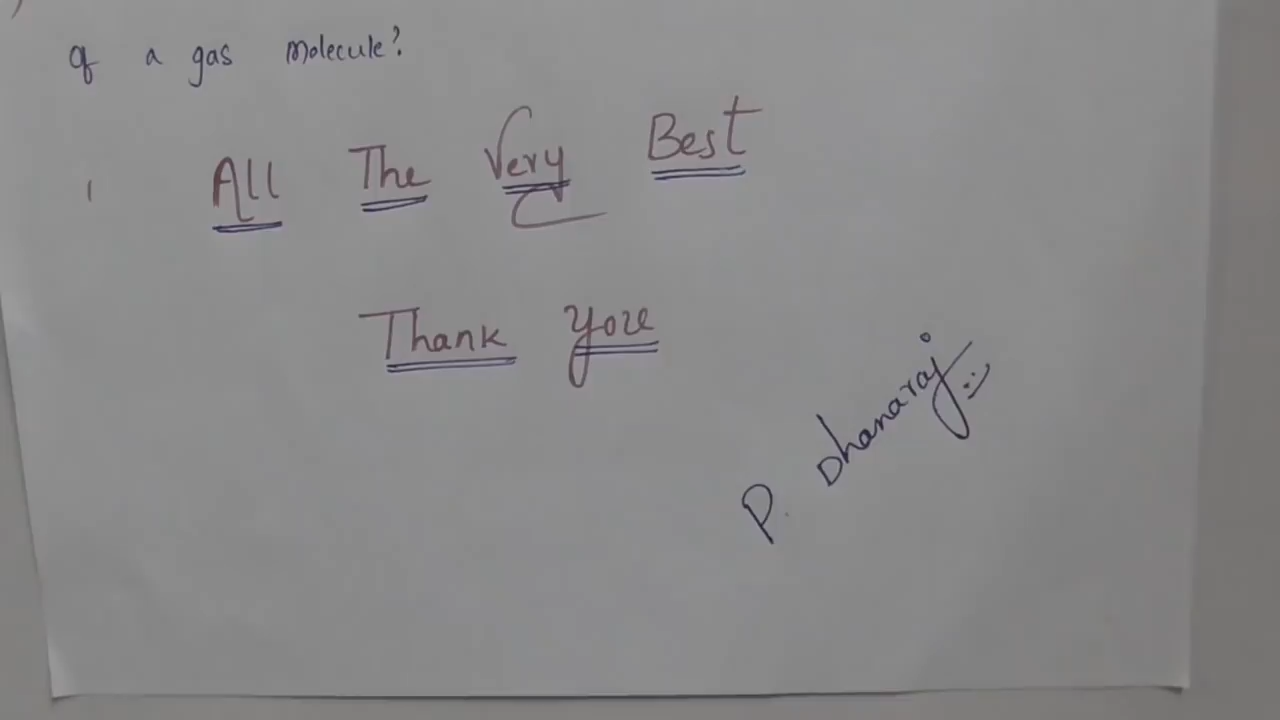 of a gas molecule?
All The Very Best
Thank you
P. Dhanaraj